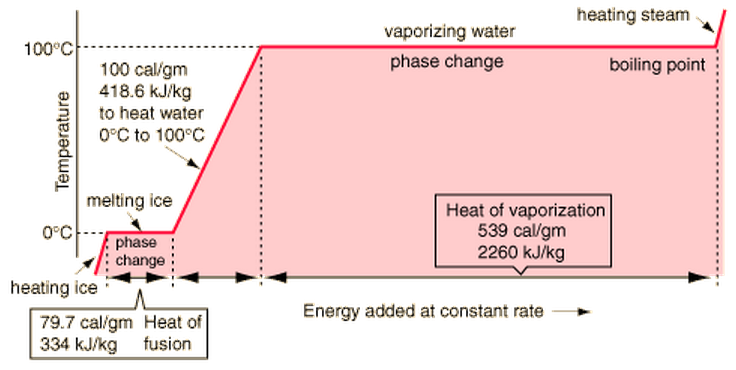 heating steam
vaporizing water
100°C
phase change
boiling point
100 cal/gm
418.6 kJ/kg
to heat water
0°C to 100°C
Temperature
melting ice
0°C
phase
change
Heat of vaporization
539 cal/gm
2260 kJ/kg
heating ice
Energy added at constant rate
79.7 cal/gm Heat of
334 kJ/kg fusion